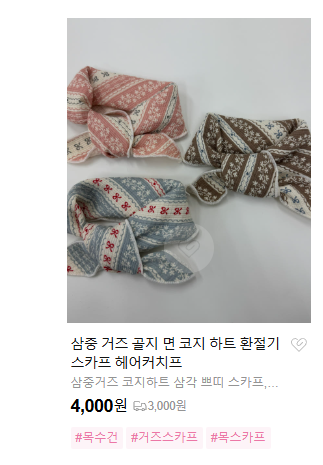 삼중 거즈 골지 면 코지 하트 환절기
스카프 헤어커치프
삼중거즈 코지하트 삼각 쁘띠 스카프,...
4,000원 3,000원
#목수건 #거즈스카프 #목스카프